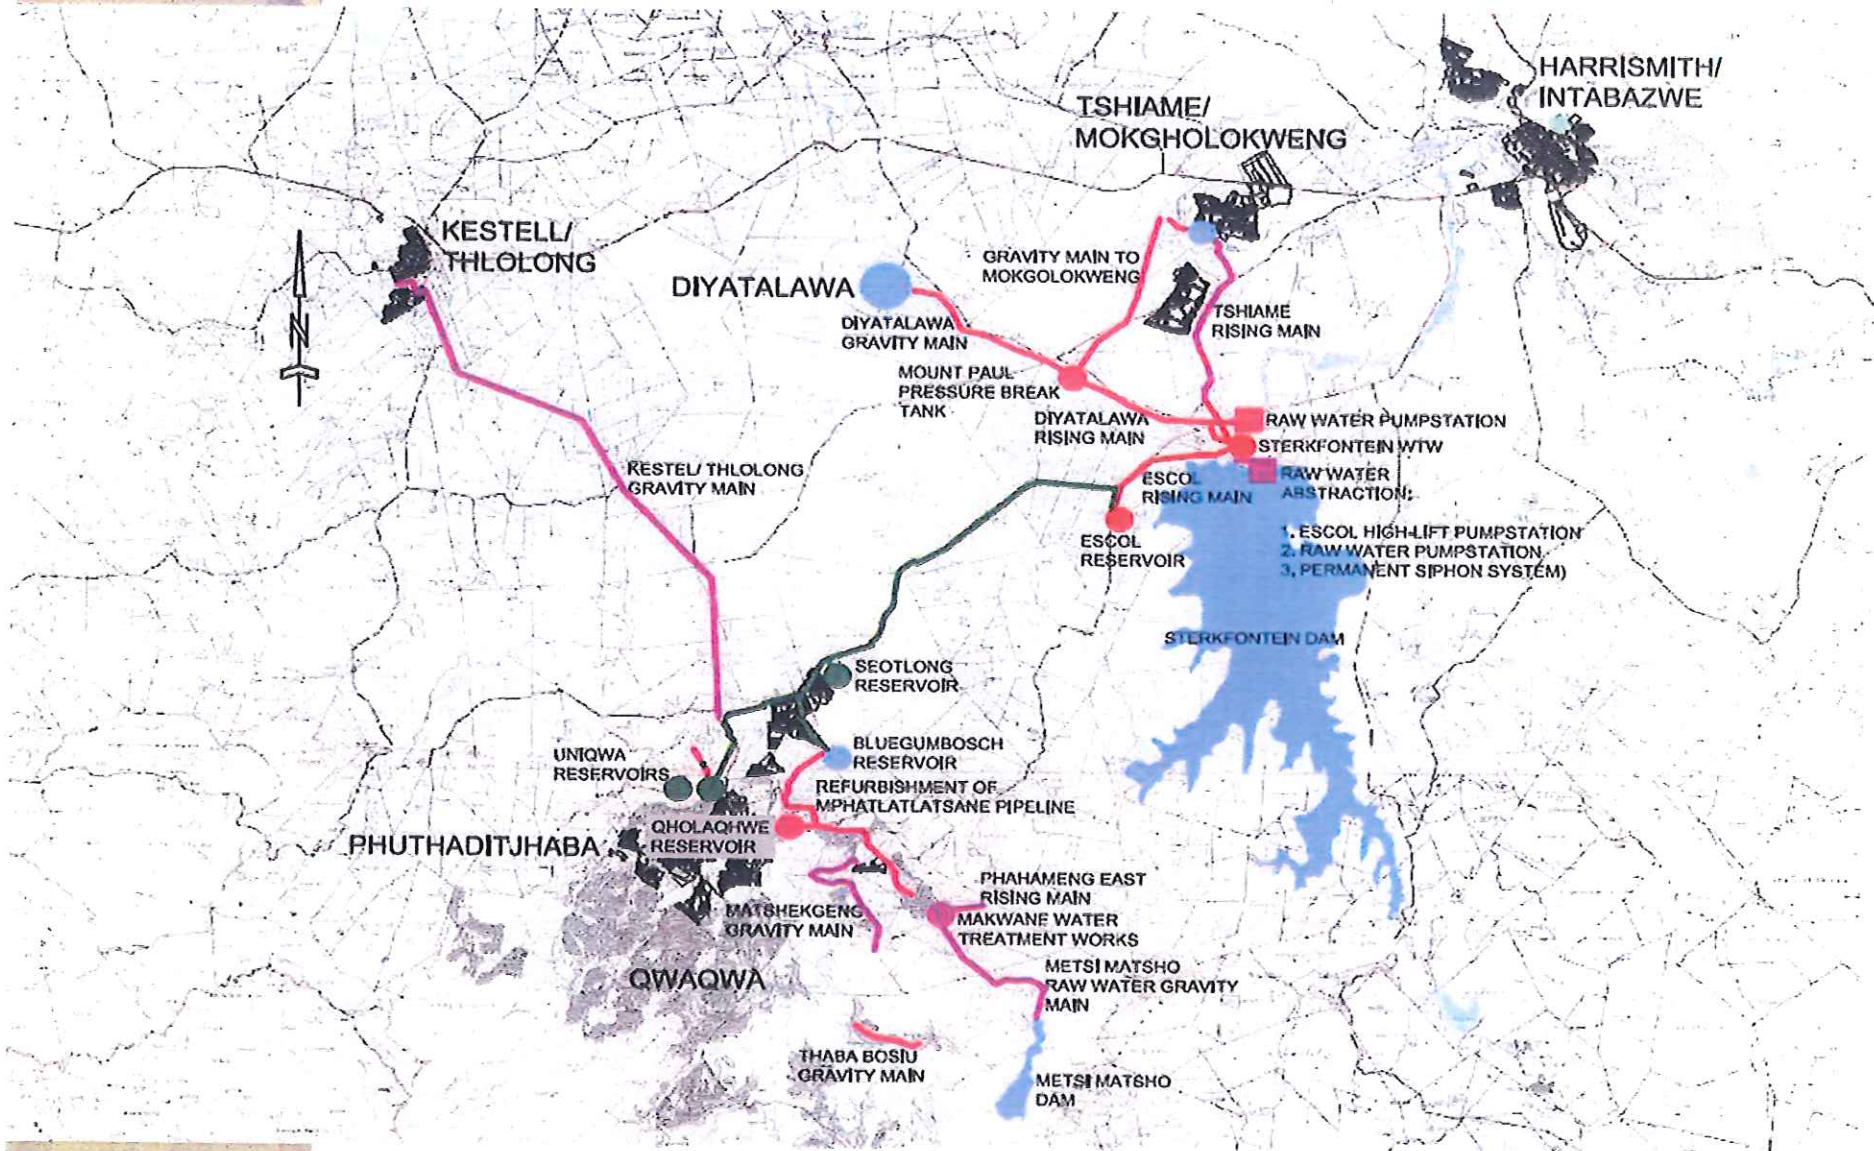 HARRISMITH/
INTABAZWE
TSHIAME/
MOKGHOLOKWENG
KESTELL/
THLOLONG
GRAVITY MAIN TO
MOKGOLOKWENG
DIYATALAWA
TSHIAME
RISING MAIN
DIYATALAWA
GRAVITY MAIN
MOUNT PAUL
PRESSURE BREAK
TANK
DIYATALAWA
RISING MAIN
RAW WATER PUMPSTATION
STERKFONTEIN WTW
RAW WATER
ABSTRACTION:
KESTEL/ THLOLONG
GRAVITY MAIN
ESCOL
RISING MAIN
ESCOL
RESERVOIR
1. ESCOL HIGH-LIFT PUMPSTATION
2. RAW WATER PUMPSTATION
3. PERMANENT SIPHON SYSTEM)
STERKFONTEIN DAM
SEOTLONG
RESERVOIR
BLUEGUMBOSCH
RESERVOIR
UNIQWA
RESERVOIRS
REFURBISHMENT OF
MPHATLATLATSANE PIPELINE
QHOLAQHWE
RESERVOIR
PHUTHADITJHABA
PHAHAMENG EAST
RISING MAIN
MATSHEKGENG
GRAVITY MAIN
MAKWANE WATER
TREATMENT WORKS
QWAQWA
METSI MATSHO
RAW WATER GRAVITY
MAIN
THABA BOSIU
GRAVITY MAIN
METSI MATSHO
DAM
N